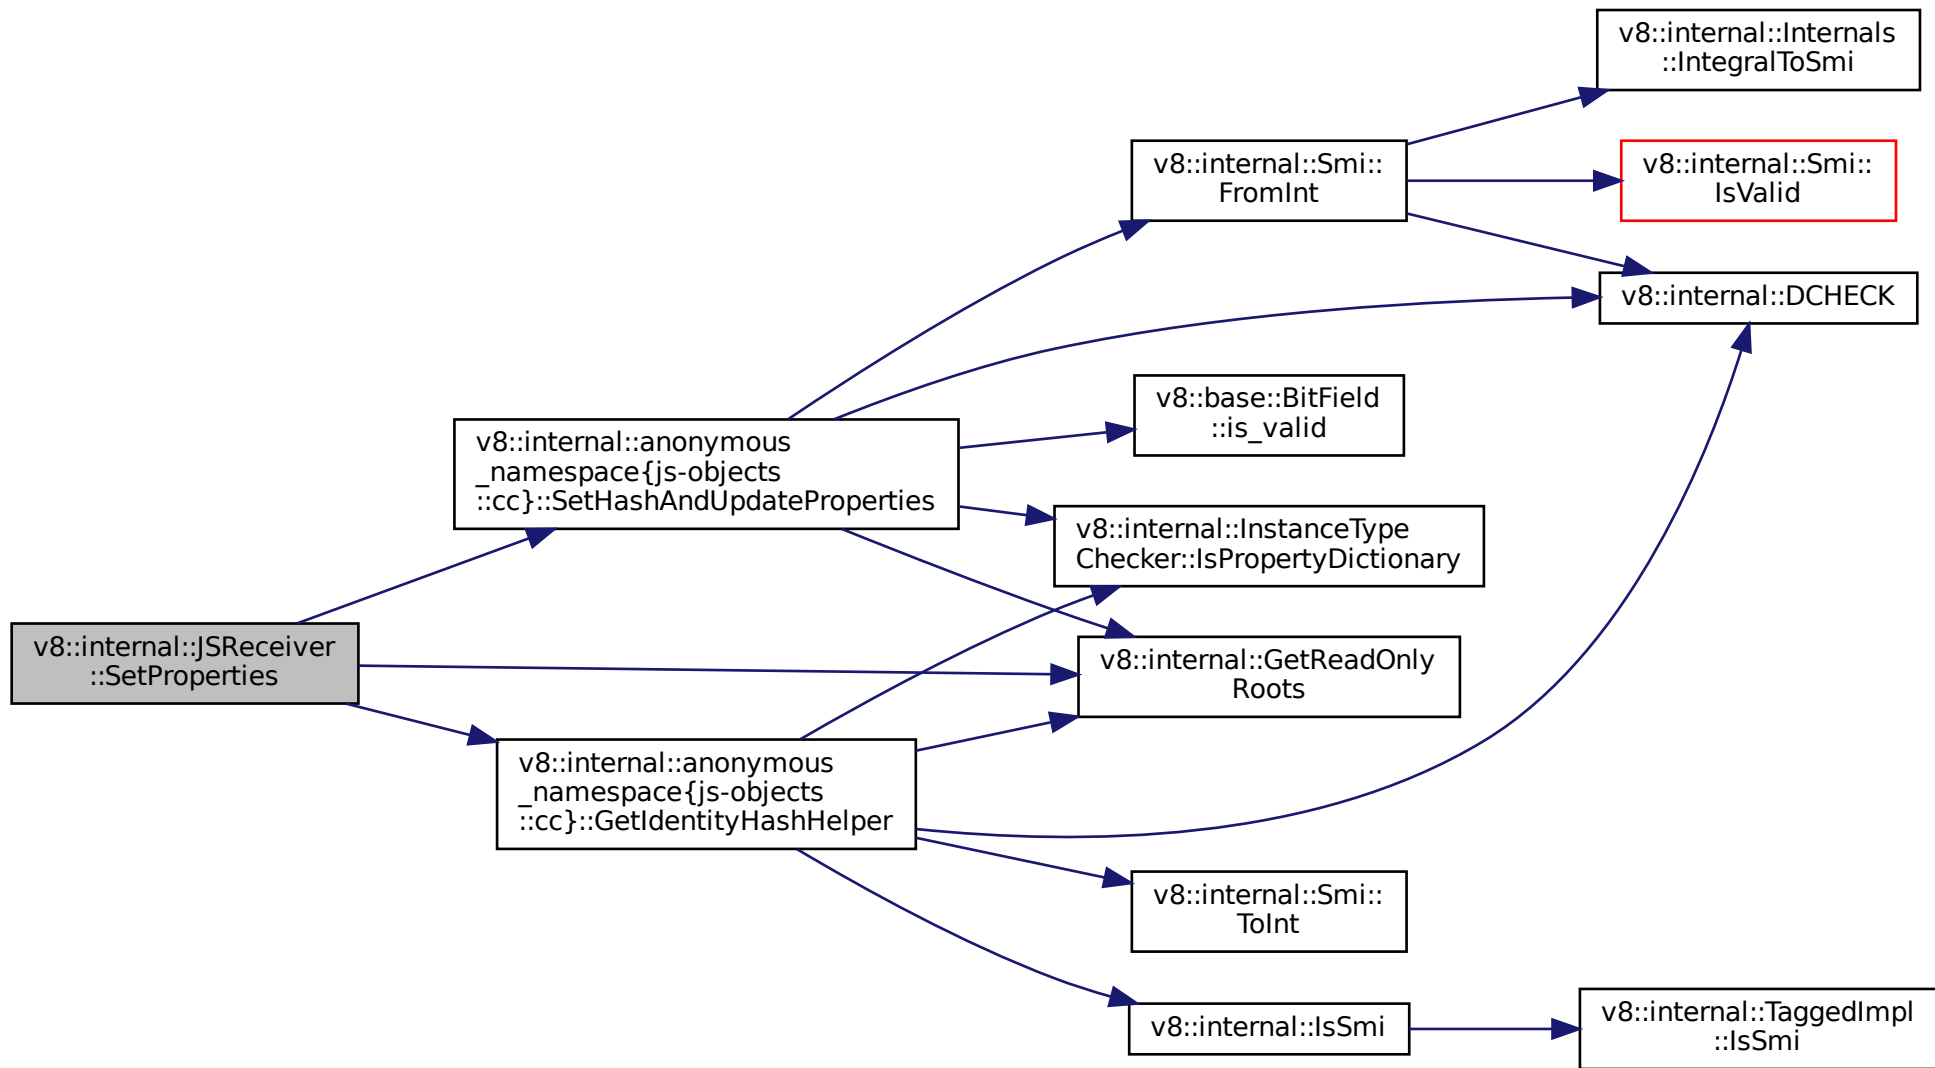 v8::internal::JSReceiver
::SetProperties
v8::internal::anonymous
_namespace{js-objects
::cc}::SetHashAndUpdateProperties
v8::internal::anonymous
_namespace{js-objects
::cc}::GetIdentityHashHelper
v8::internal::Smi::
FromInt
v8::base::BitField
::is_valid
v8::internal::InstanceType
Checker::IsPropertyDictionary
v8::internal::GetReadOnly
Roots
v8::internal::Smi::
ToInt
v8::internal::IsSmi
v8::internal::Internals
::IntegralToSmi
v8::internal::Smi::
IsValid
v8::internal::DCHECK
v8::internal::TaggedImpl
::IsSmi